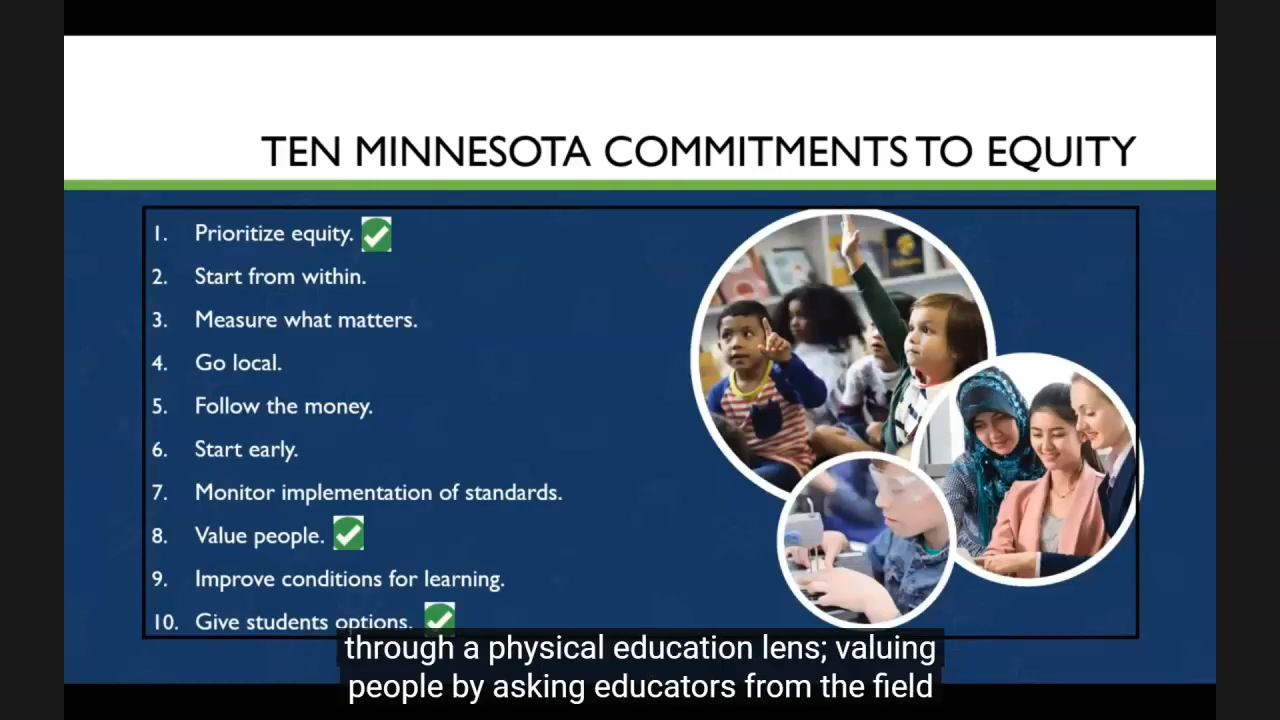 TEN MINNESOTA COMMITMENTS TO EQUITY
1. Prioritize equity.
2. Start from within.
3. Measure what matters.
4. Go local.
5. Follow the money.
6. Start early.
7. Monitor implementation of standards.
8. Value people.
9. Improve conditions for learning.
10. Give students options.
through a physical education lens; valuing
people by asking educators from the field